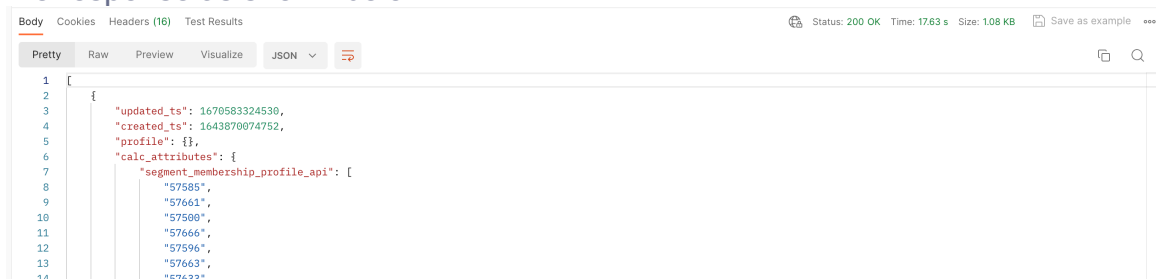 Body Cookies Headers (16) Test Results Status: 200 OK Time: 17.63 s Size: 1.08 KB Save as example
Pretty Raw Preview Visualize JSON
1 [
2 {
3 "updated_ts": 1670583324530,
4 "created_ts": 1643870074752,
5 "profile": {},
6 "calc_attributes": {
7 "segment_membership_profile_api": [
8 "57585",
9 "57661",
10 "57500",
11 "57666",
12 "57596",
13 "57663",
14 "57633",